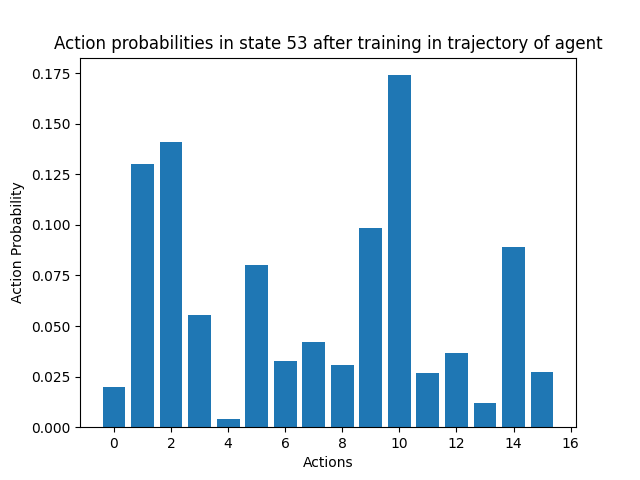 Action probabilities in state 53 after training in trajectory of agent
0.175
0.150
0.125
0.100
0.075
0.050
0.025
0.000
Action Probability
0 2 4 6 8 10 12 14 16
Actions